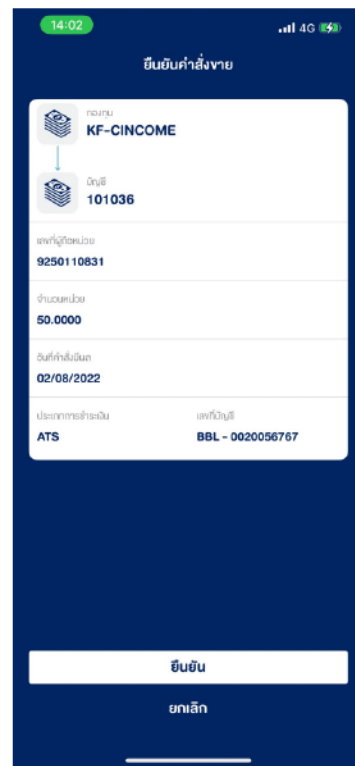 14:02 4G
ยืนยันคำสั่งขาย
กองทุน
KF-CINCOME
บัญชี
101036
เลขที่ผู้ถือหน่วย
9250110831
จำนวนหน่วย
50.0000
วันที่คำสั่งมีผล
02/08/2022
ประเภทการชำระเงิน เลขที่บัญชี
ATS BBL - 0020056767
ยืนยัน
ยกเลิก